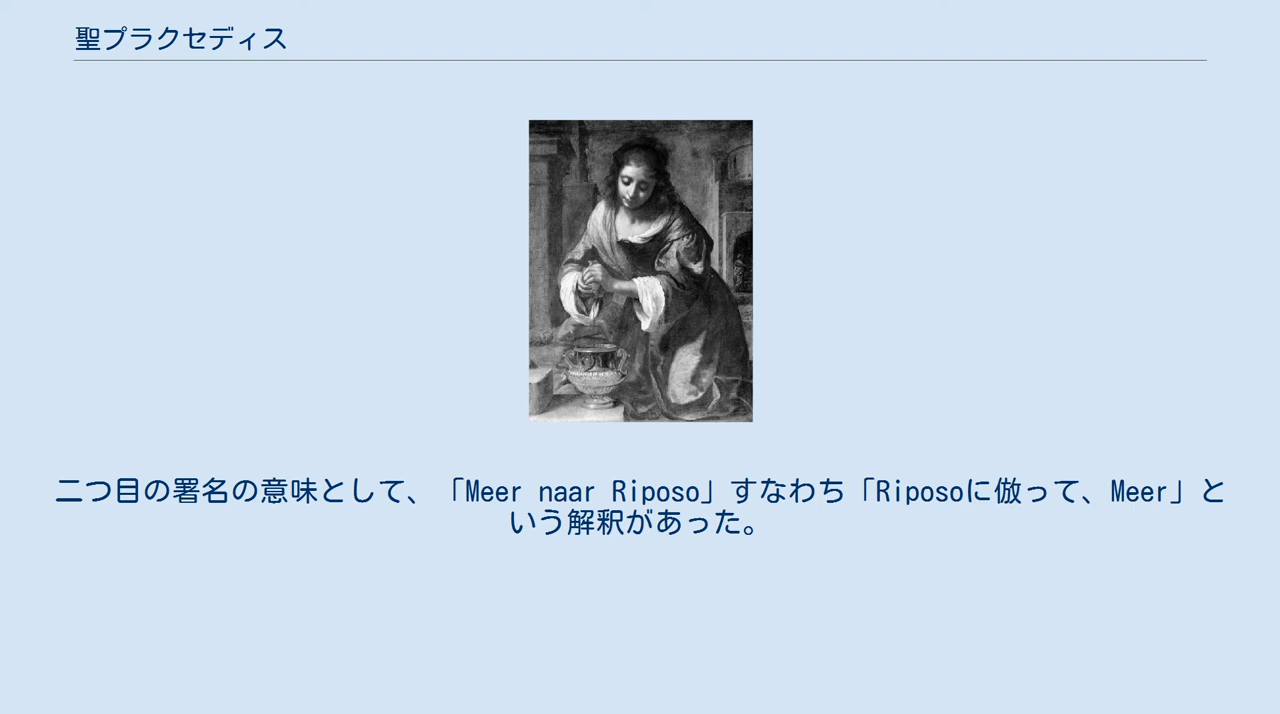 聖プラクセディス
二つ目の署名の意味として、「Meer naar Riposo」すなわち「Riposoに倣って、Meer」と
いう解釈があった。